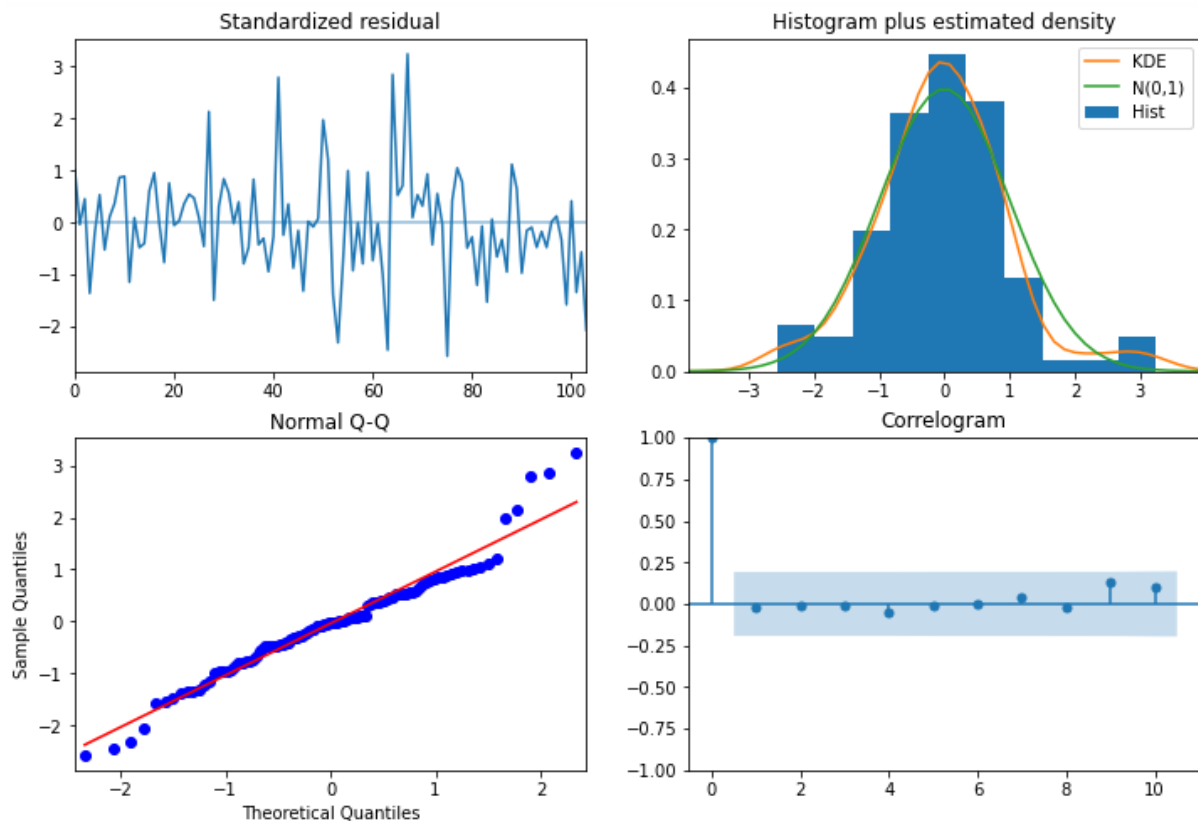 Standardized residual
3
2
1
0
−1
−2
0 20 40 60 80 100
Histogram plus estimated density
KDE
N(0,1)
Hist
0.4
0.3
0.2
0.1
0.0
−3 −2 −1 0 1 2 3
Normal Q-Q
Sample Quantiles
3
2
1
0
−1
−2
−2 −1 0 1 2
Theoretical Quantiles
Correlogram
1.00
0.75
0.50
0.25
0.00
−0.25
−0.50
−0.75
−1.00
0 2 4 6 8 10